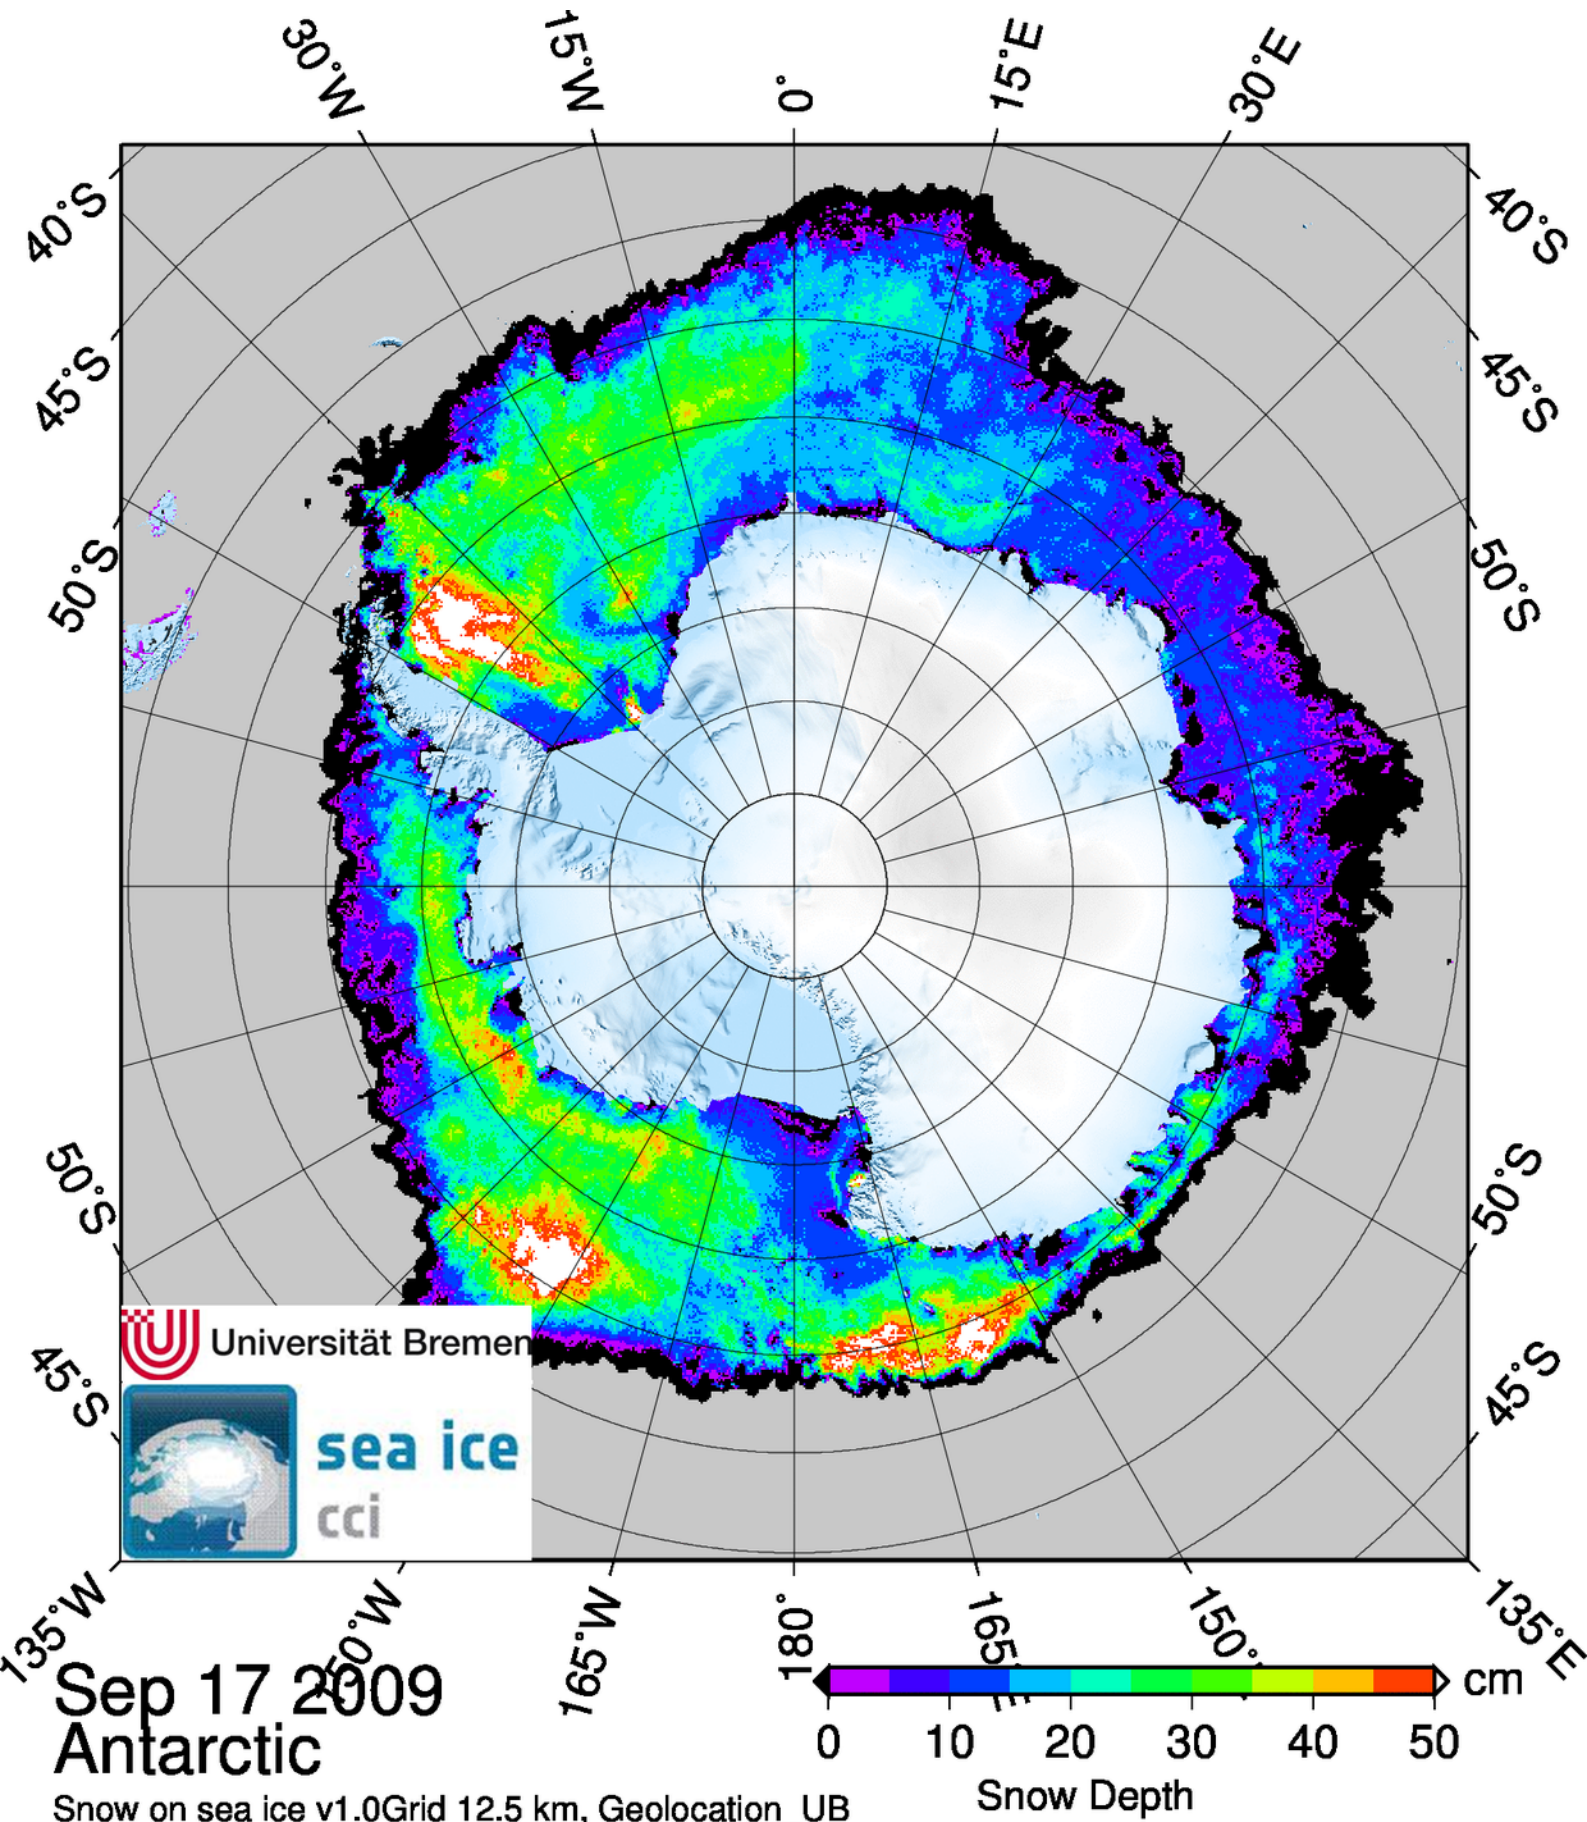 30°W
15°W
0°
15°E
30°E
40°S
40°S
45°S
45°S
50°S
50°S
50°S
50°S
45°S
45°S
Universität Bremen
sea ice
cci
135°W
165°W
180°
135°E
Sep 17 2009
Antarctic
Snow on sea ice v1.0Grid 12.5 km, Geolocation UB
cm
0 10 20 30 40 50
Snow Depth